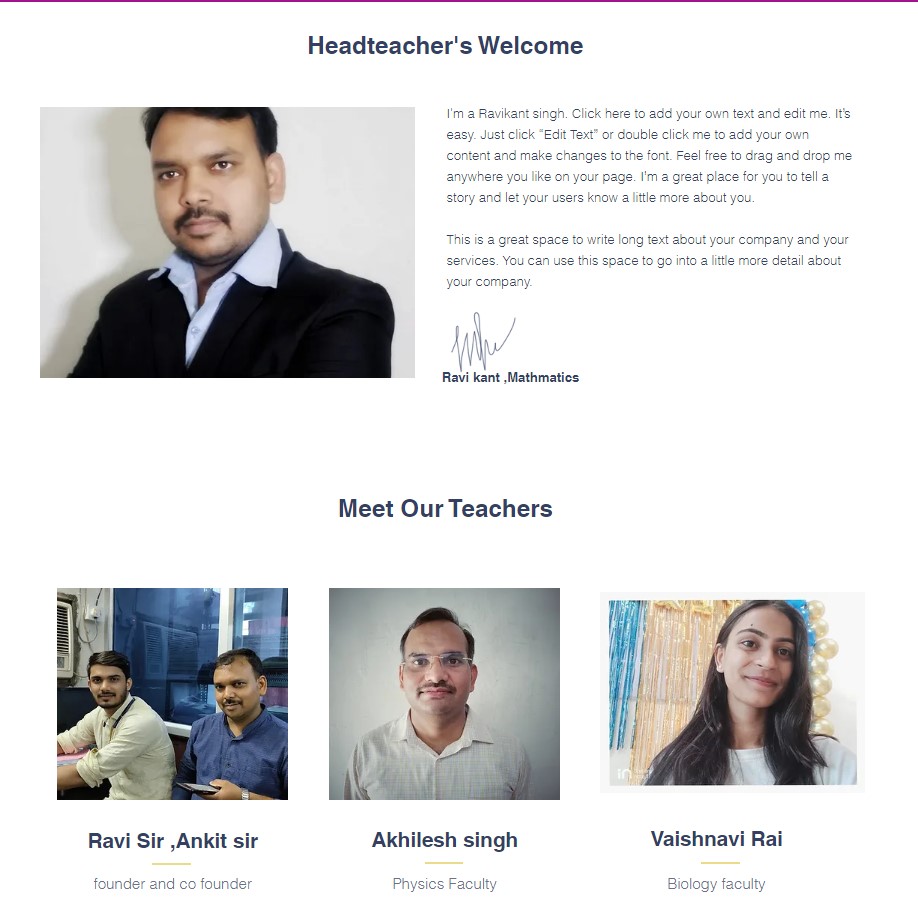 Headteacher's Welcome
I'm a Ravikant singh. Click here to add your own text and edit me. It's
easy. Just click “Edit Text” or double click me to add your own
content and make changes to the font. Feel free to drag and drop me
anywhere you like on your page. I'm a great place for you to tell a
story and let your users know a little more about you.
This is a great space to write long text about your company and your
services. You can use this space to go into a little more detail about
your company.
Ravi kant ,Mathmatics
Meet Our Teachers
Ravi Sir ,Ankit sir
founder and co founder
Akhilesh singh
Physics Faculty
Vaishnavi Rai
Biology faculty